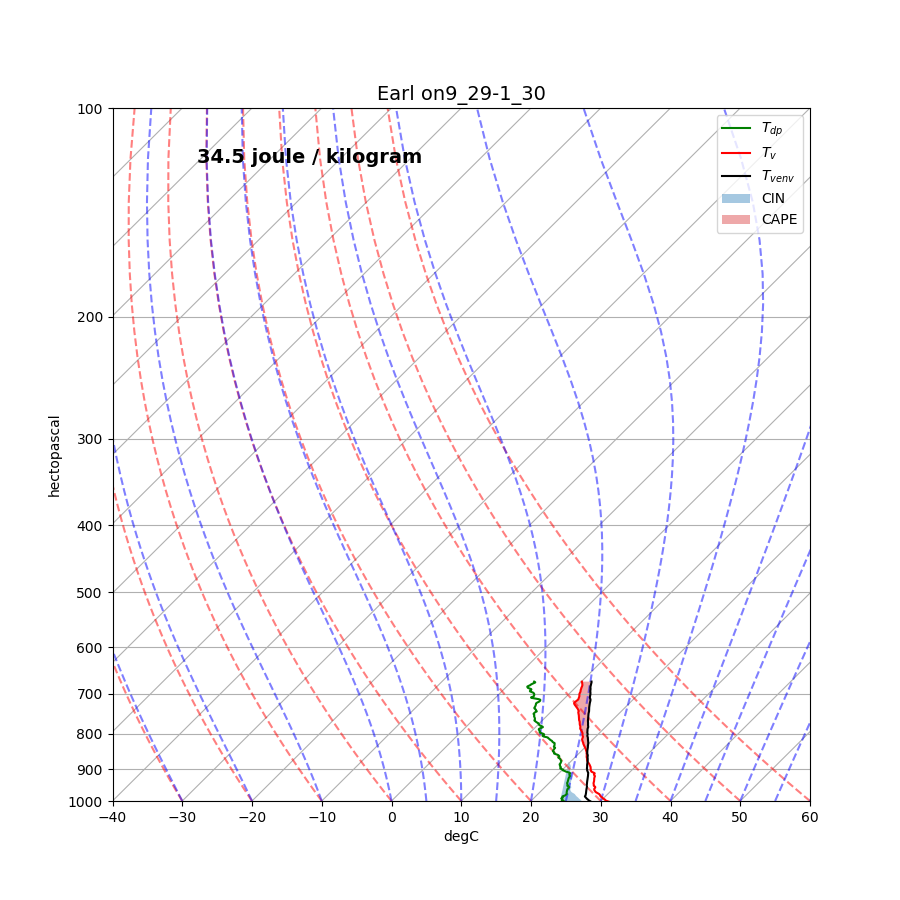 Earl on9_29-1_30
34.5 joule / kilogram
T_dp
T_v
T_venv
CIN
CAPE
100
200
300
400
500
600
700
800
900
1000
hectopascal
−40 −30 −20 −10 0 10 20 30 40 50 60
degC